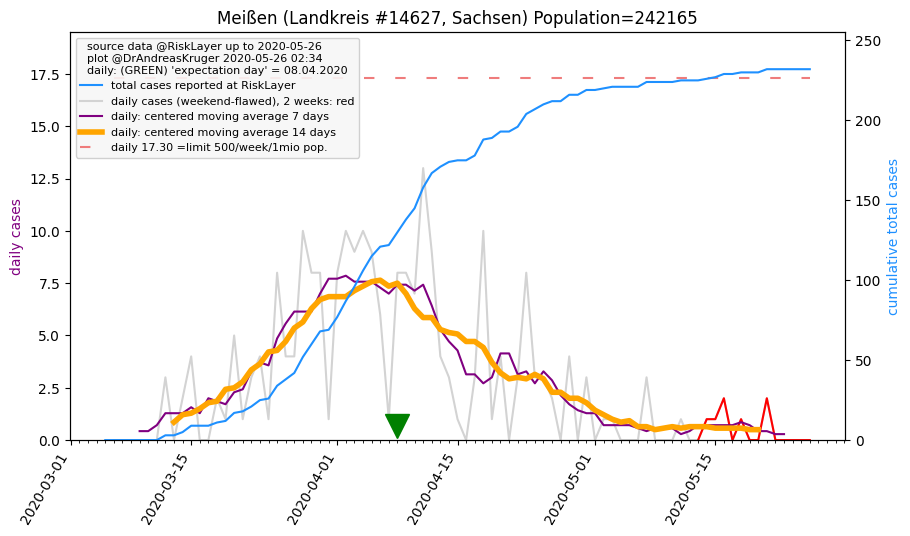 Meißen (Landkreis #14627, Sachsen) Population=242165
source data @RiskLayer up to 2020-05-26
plot @DrAndreasKruger 2020-05-26 02:34
daily: (GREEN) 'expectation day' = 08.04.2020
total cases reported at RiskLayer
daily cases (weekend-flawed), 2 weeks: red
daily: centered moving average 7 days
daily: centered moving average 14 days
daily 17.30 =limit 500/week/1mio pop.
daily cases
17.5
15.0
12.5
10.0
7.5
5.0
2.5
0.0
cumulative total cases
250
200
150
100
50
0
2020-03-01
2020-03-15
2020-04-01
2020-04-15
2020-05-01
2020-05-15